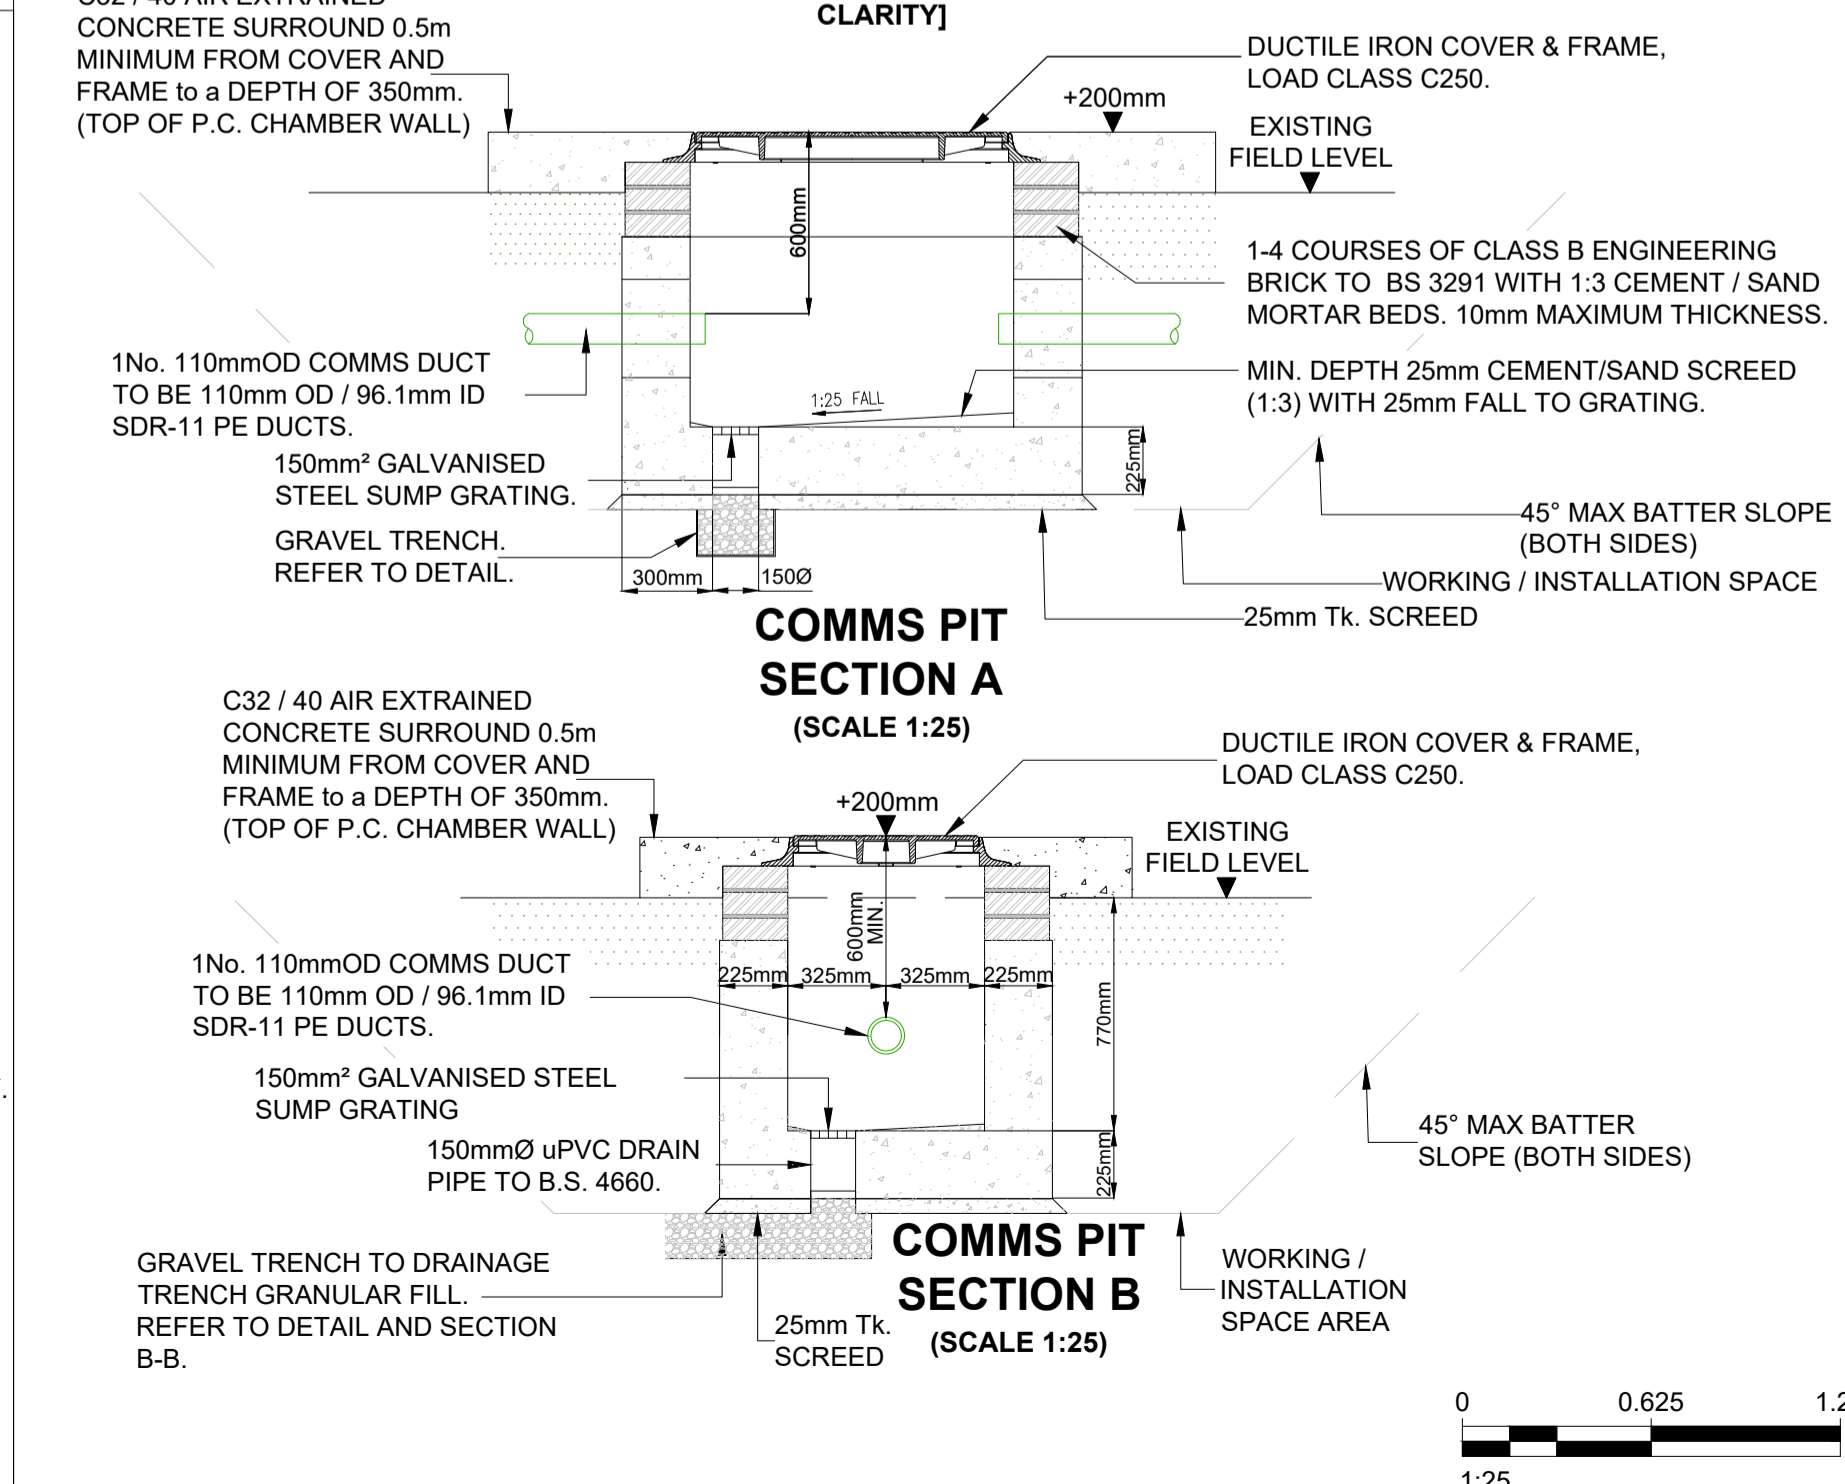 CLARITY]
C32 / 40 AIR EXTRAINED
CONCRETE SURROUND 0.5m
MINIMUM FROM COVER AND
FRAME to a DEPTH OF 350mm.
(TOP OF P.C. CHAMBER WALL)
DUCTILE IRON COVER & FRAME,
LOAD CLASS C250.
+200mm
EXISTING
FIELD LEVEL
600mm
1-4 COURSES OF CLASS B ENGINEERING
BRICK TO BS 3291 WITH 1:3 CEMENT / SAND
MORTAR BEDS. 10mm MAXIMUM THICKNESS.
1No. 110mmOD COMMS DUCT
TO BE 110mm OD / 96.1mm ID
SDR-11 PE DUCTS.
MIN. DEPTH 25mm CEMENT/SAND SCREED
(1:3) WITH 25mm FALL TO GRATING.
1:25 FALL
225mm
150mm² GALVANISED
STEEL SUMP GRATING.
GRAVEL TRENCH.
REFER TO DETAIL.
45° MAX BATTER SLOPE
(BOTH SIDES)
WORKING / INSTALLATION SPACE
25mm Tk. SCREED
300mm
150Ø
COMMS PIT
SECTION A
(SCALE 1:25)
C32 / 40 AIR EXTRAINED
CONCRETE SURROUND 0.5m
MINIMUM FROM COVER AND
FRAME to a DEPTH OF 350mm.
(TOP OF P.C. CHAMBER WALL)
DUCTILE IRON COVER & FRAME,
LOAD CLASS C250.
+200mm
EXISTING
FIELD LEVEL
600mm
MIN.
225mm
325mm
325mm
225mm
770mm
225mm
1No. 110mmOD COMMS DUCT
TO BE 110mm OD / 96.1mm ID
SDR-11 PE DUCTS.
150mm² GALVANISED STEEL
SUMP GRATING
150mmØ uPVC DRAIN
PIPE TO B.S. 4660.
45° MAX BATTER
SLOPE (BOTH SIDES)
GRAVEL TRENCH TO DRAINAGE
TRENCH GRANULAR FILL.
REFER TO DETAIL AND SECTION
B-B.
25mm Tk.
SCREED
COMMS PIT
SECTION B
(SCALE 1:25)
WORKING /
INSTALLATION
SPACE AREA
0
0.625
1:25